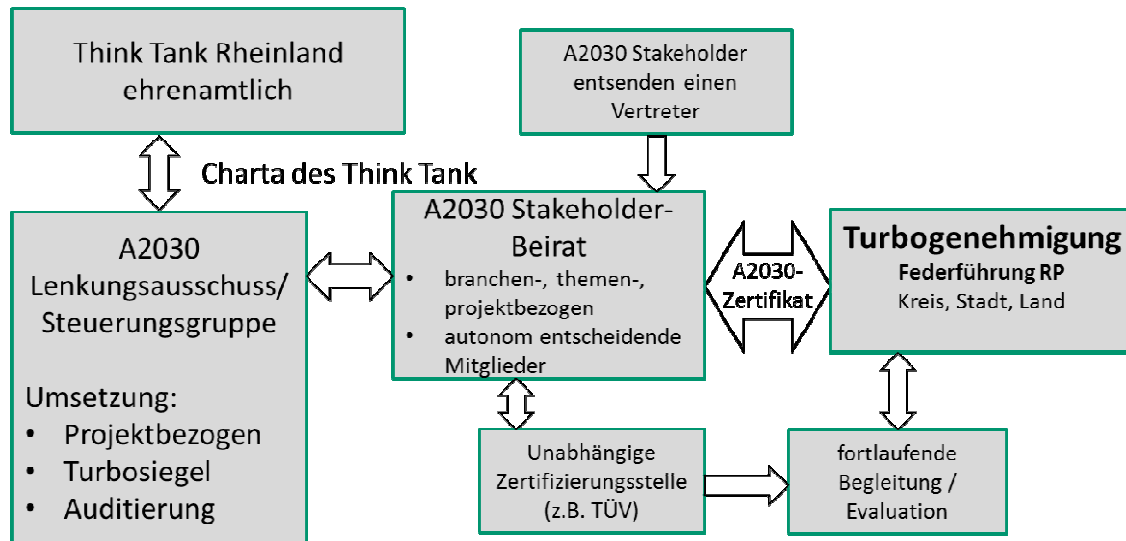 Think Tank Rheinland
ehrenamtlich
A2030 Stakeholder
entsenden einen
Vertreter
Charta des Think Tank
A2030
Lenkungsausschuss/
Steuerungsgruppe
Umsetzung:
• Projektbezogen
• Turbosiegel
• Auditierung
A2030 Stakeholder-
Beirat
• branchen-, themen-,
projektbezogen
• autonom entscheidende
Mitglieder
A2030-
Zertifikat
Turbogenehmigung
Federführung RP
Kreis, Stadt, Land
Unabhängige
Zertifizierungsstelle
(z.B. TÜV)
fortlaufende
Begleitung /
Evaluation